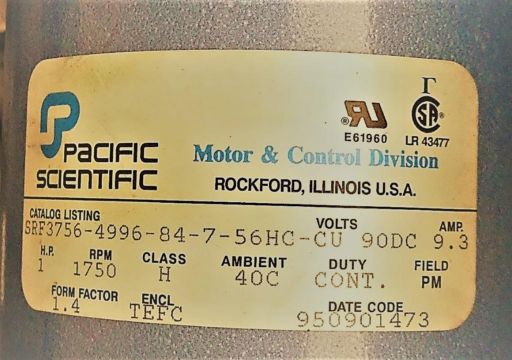 PACIFIC
SCIENTIFIC
Motor & Control Division
ROCKFORD, ILLINOIS U.S.A.
E61960
LR 43477
CATALOG LISTING VOLTS AMP.
SRF3756-4996-84-7-56HC-CU 90DC 9.3
H.P. RPM CLASS AMBIENT DUTY FIELD
1 1750 H 40C CONT. PM
FORM FACTOR ENCL DATE CODE
1.4 TEFC 950901473